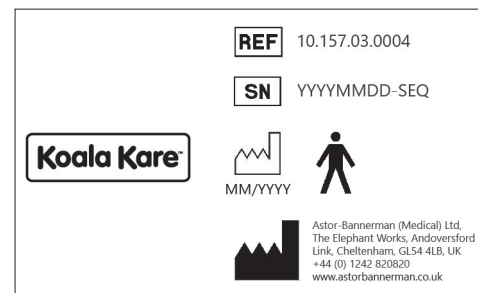 REF 10.157.03.0004
SN YYYYMMDD-SEQ
Koala Kare™
MM/YYYY
Astor-Bannerman (Medical) Ltd,
The Elephant Works, Andoversford
Link, Cheltenham, GL54 4LB, UK
+44 (0) 1242 820820
www.astorbannerman.co.uk